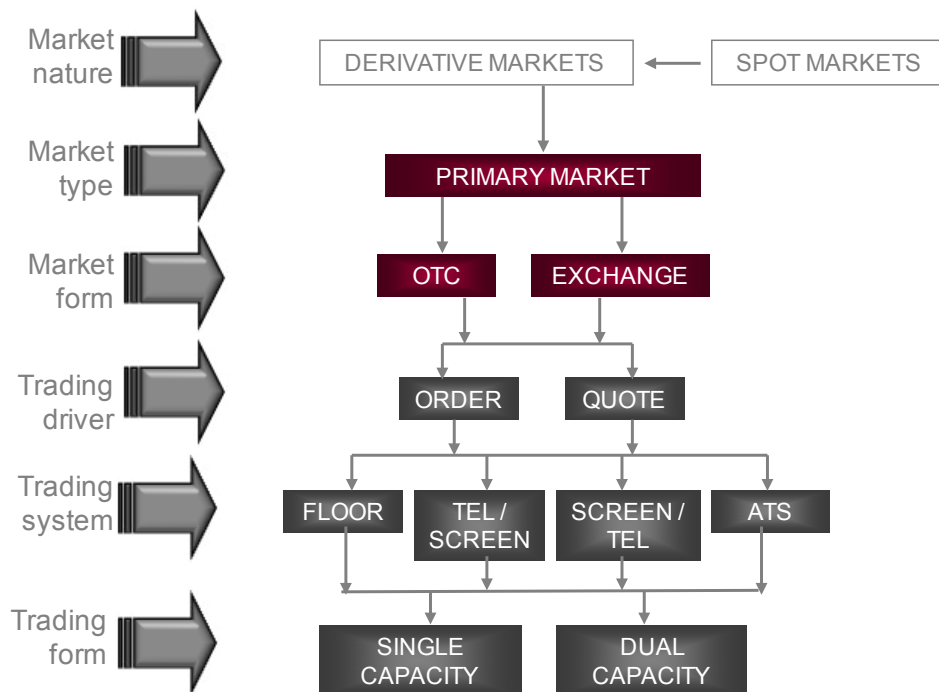 Market
nature
DERIVATIVE MARKETS
SPOT MARKETS
Market
type
PRIMARY MARKET
Market
form
OTC
EXCHANGE
Trading
driver
ORDER
QUOTE
Trading
system
FLOOR
TEL /
SCREEN
SCREEN /
TEL
ATS
Trading
form
SINGLE
CAPACITY
DUAL
CAPACITY